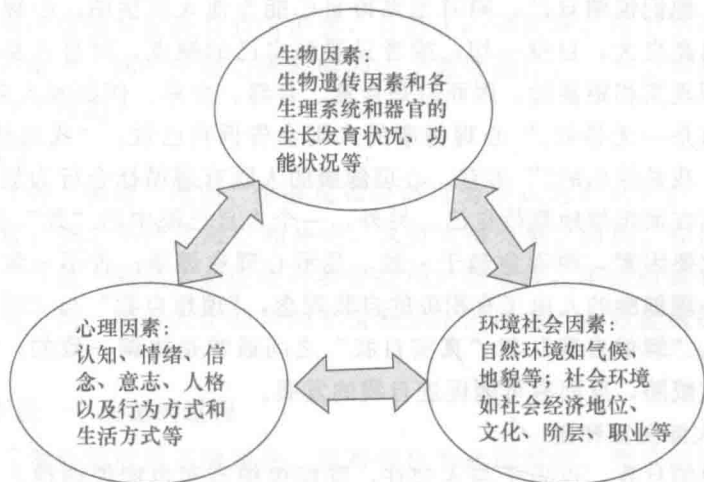 生物因素：
生物遗传因素和各
生理系统和器官的
生长发育状况、功
能状况等
心理因素：
认知、情绪、信
念、意志、人格
以及行为方式和
生活方式等
环境社会因素：
自然环境如气候、
地貌等；社会环境
如社会经济地位、
文化、阶层、职业等